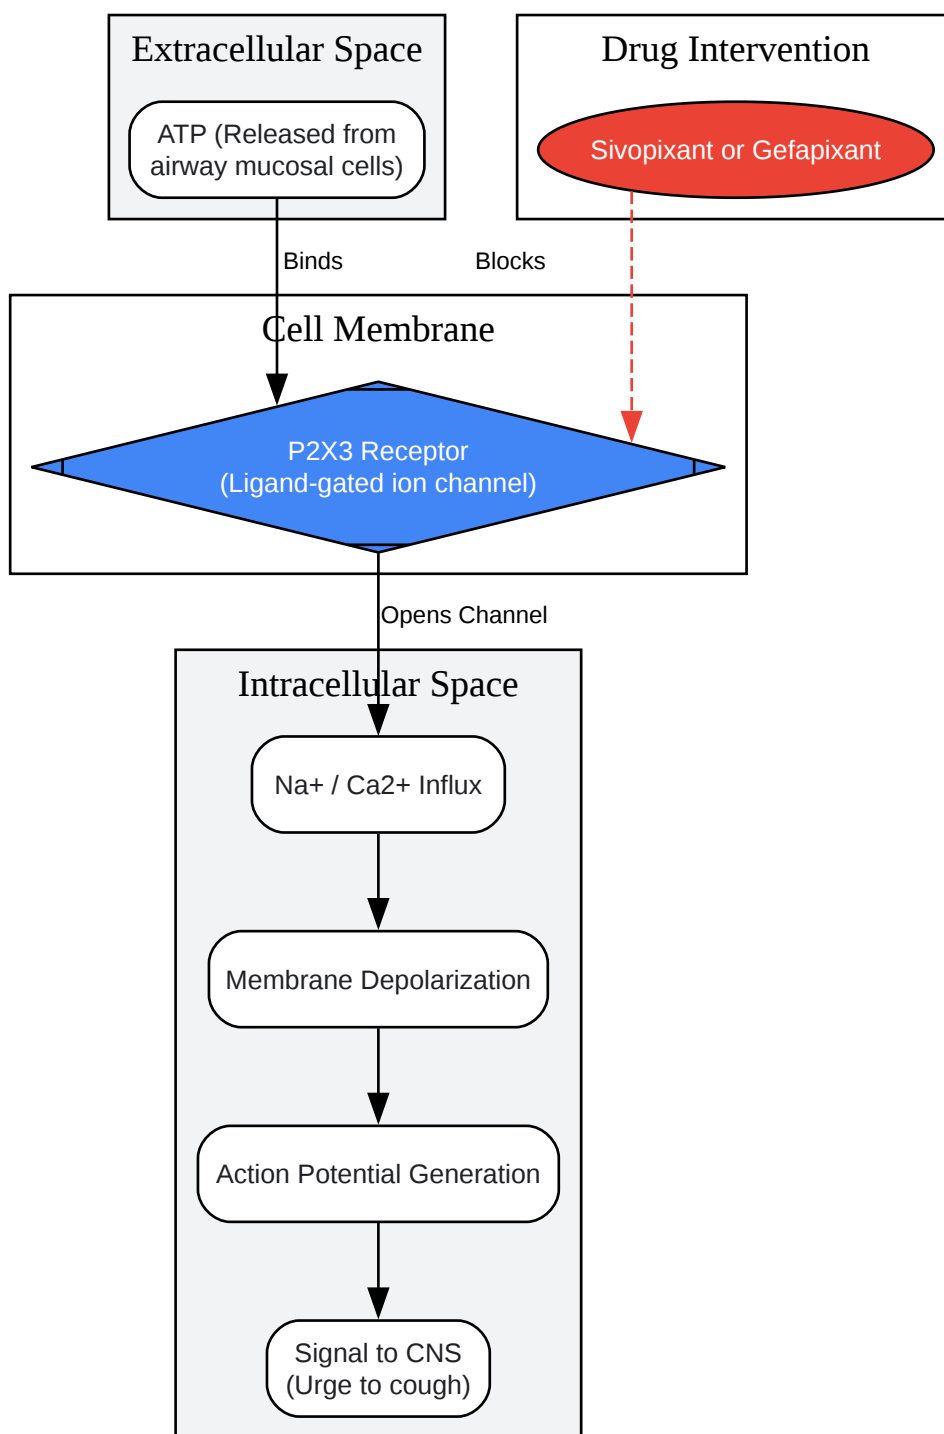 Extracellular Space
Drug Intervention
ATP (Released from
airway mucosal cells)
Sivopixant or Gefapixant
Binds
Blocks
Cell Membrane
P2X3 Receptor
(Ligand-gated ion channel)
Opens Channel
Intracellular Space
Na+ / Ca2+ Influx
Membrane Depolarization
Action Potential Generation
Signal to CNS
(Urge to cough)